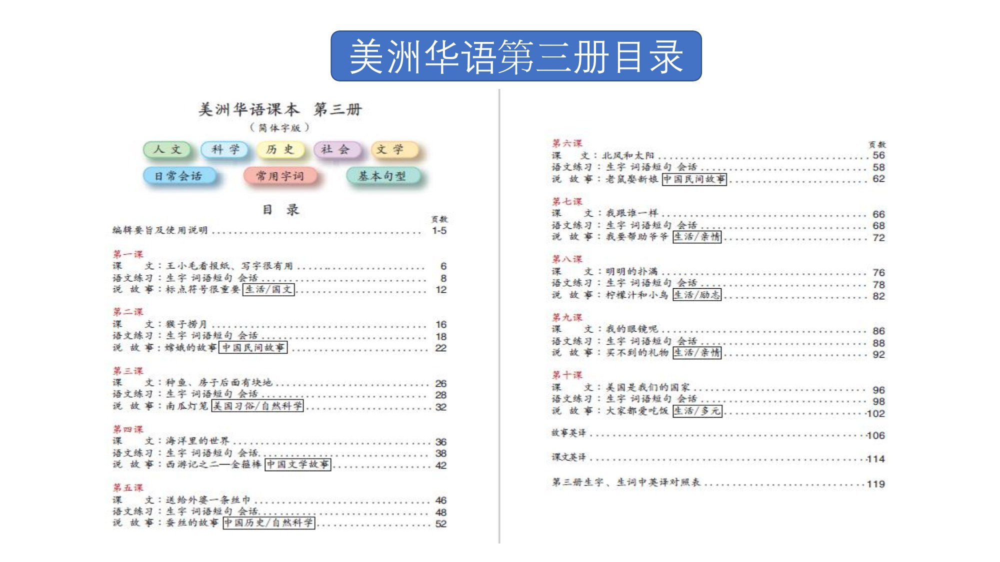 美洲华语第三册目录
美洲华语课本 第三册
（简体字版）
人文 科学 历史 社会 文学
日常会话 常用字词 基本句型
目 录
页数
编辑要旨及使用说明 1-5
第一课
课 文：王小毛看报纸、写字很有用 6
语文练习：生字 词语短句 会话 8
说 故 事：标点符号很重要 生活/国文 12
第二课
课 文：猴子捞月 16
语文练习：生字 词语短句 会话 18
说 故 事：嫦娥的故事 中国民间故事 22
第三课
课 文：种鱼、房子后面有块地 26
语文练习：生字 词语短句 会话 28
说 故 事：南瓜灯笼 美国习俗/自然科学 32
第四课
课 文：海洋里的世界 36
语文练习：生字 词语短句 会话 38
说 故 事：西游记之二—金箍棒 中国文学故事 42
第五课
课 文：送给外婆一条丝巾 46
语文练习：生字 词语短句 会话 48
说 故 事：蚕丝的故事 中国历史/自然科学 52
页数
第六课
课 文：北风和太阳 56
语文练习：生字 词语短句 会话 58
说 故 事：老鼠娶新娘 中国民间故事 62
第七课
课 文：我跟谁一样 66
语文练习：生字 词语短句 会话 68
说 故 事：我要帮助爷爷 生活/亲情 72
第八课
课 文：明明的扑满 76
语文练习：生字 词语短句 会话 78
说 故 事：柠檬汁和小鸟 生活/励志 82
第九课
课 文：我的眼镜呢 86
语文练习：生字 词语短句 会话 88
说 故 事：买不到的礼物 生活/亲情 92
第十课
课 文：美国是我们的国家 96
语文练习：生字 词语短句 会话 98
说 故 事：大家都爱吃饭 生活/多元 102
故事英译 106
课文英译 114
第三册生字、生词中英译对照表 119